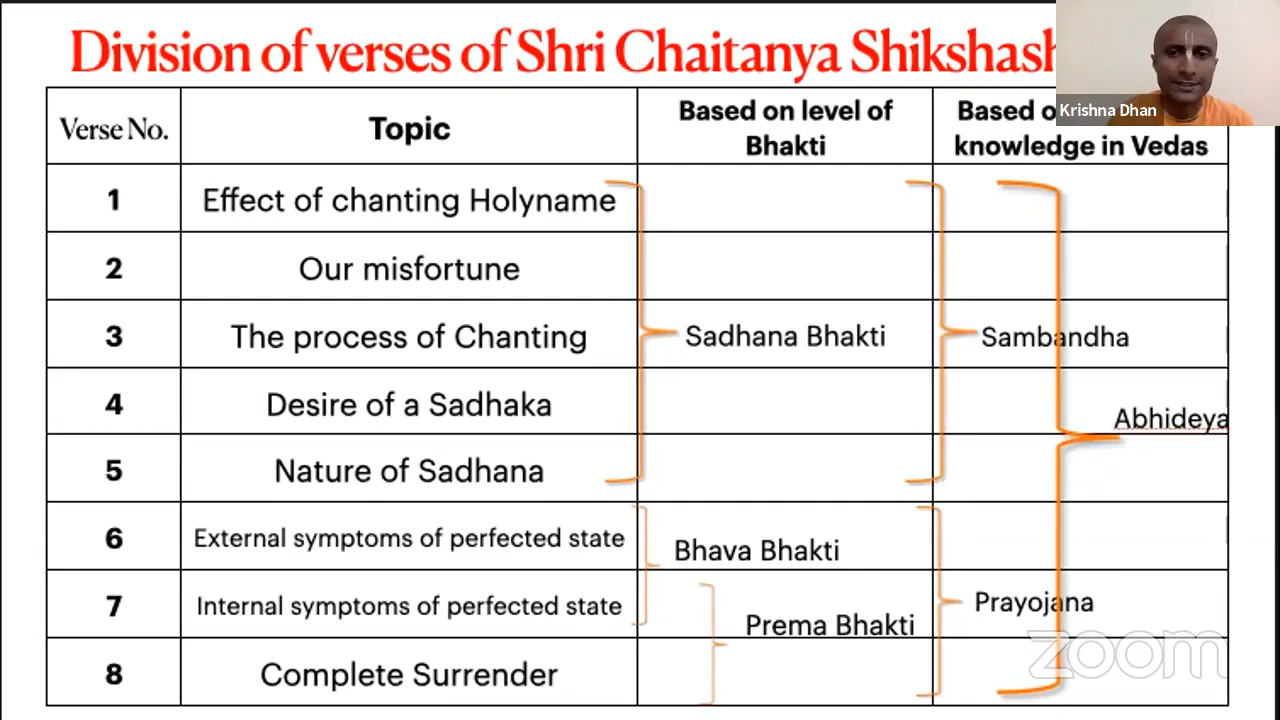 Division of verses of Shri Chaitanya
Krishna Dhan
Verse No. Topic Based on level of Bhakti Based knowledge in Vedas
1 Effect of chanting Holyname
2 Our misfortune
3 The process of Chanting Sadhana Bhakti Sambandha
4 Desire of a Sadhaka Abhideya
5 Nature of Sadhana
6 External symptoms of perfected state Bhava Bhakti
7 Internal symptoms of perfected state Prema Bhakti Prayojana
8 Complete Surrender
zoom